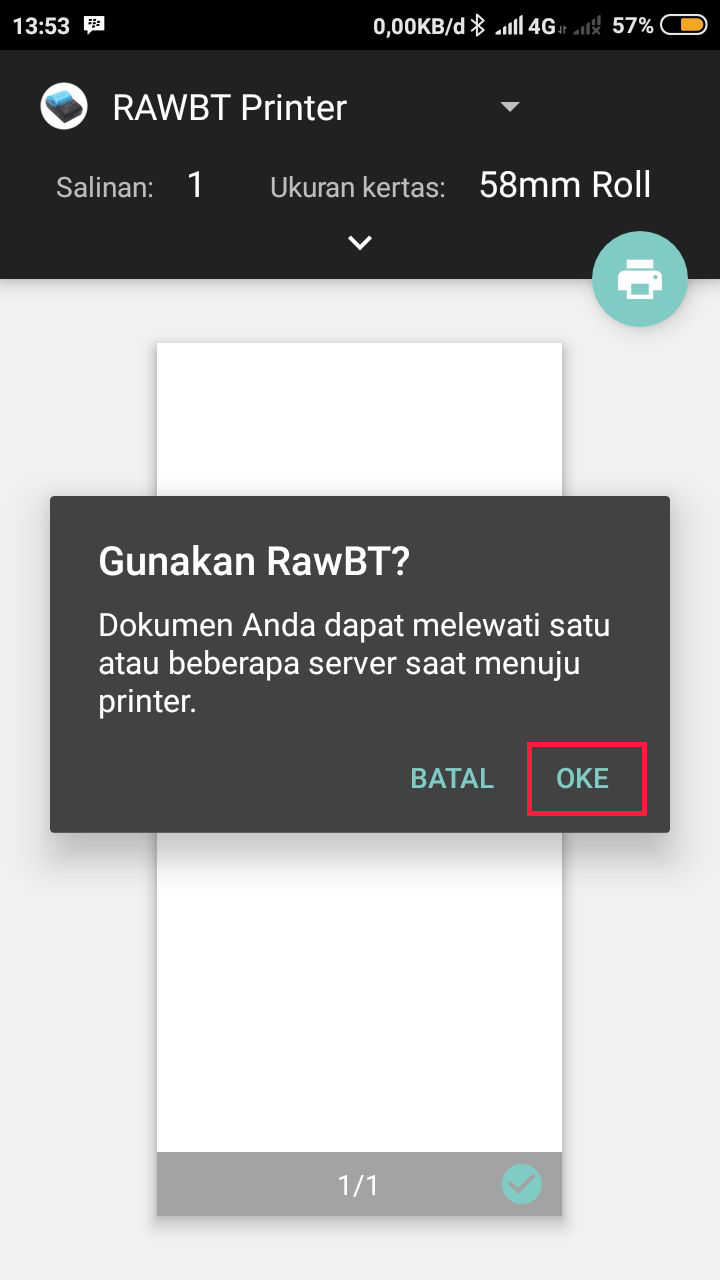 13:53 0,00KB/d 4G 57%
RAWBT Printer
Salinan: 1 Ukuran kertas: 58mm Roll
Gunakan RawBT?
Dokumen Anda dapat melewati satu
atau beberapa server saat menuju
printer.
BATAL OKE
1/1